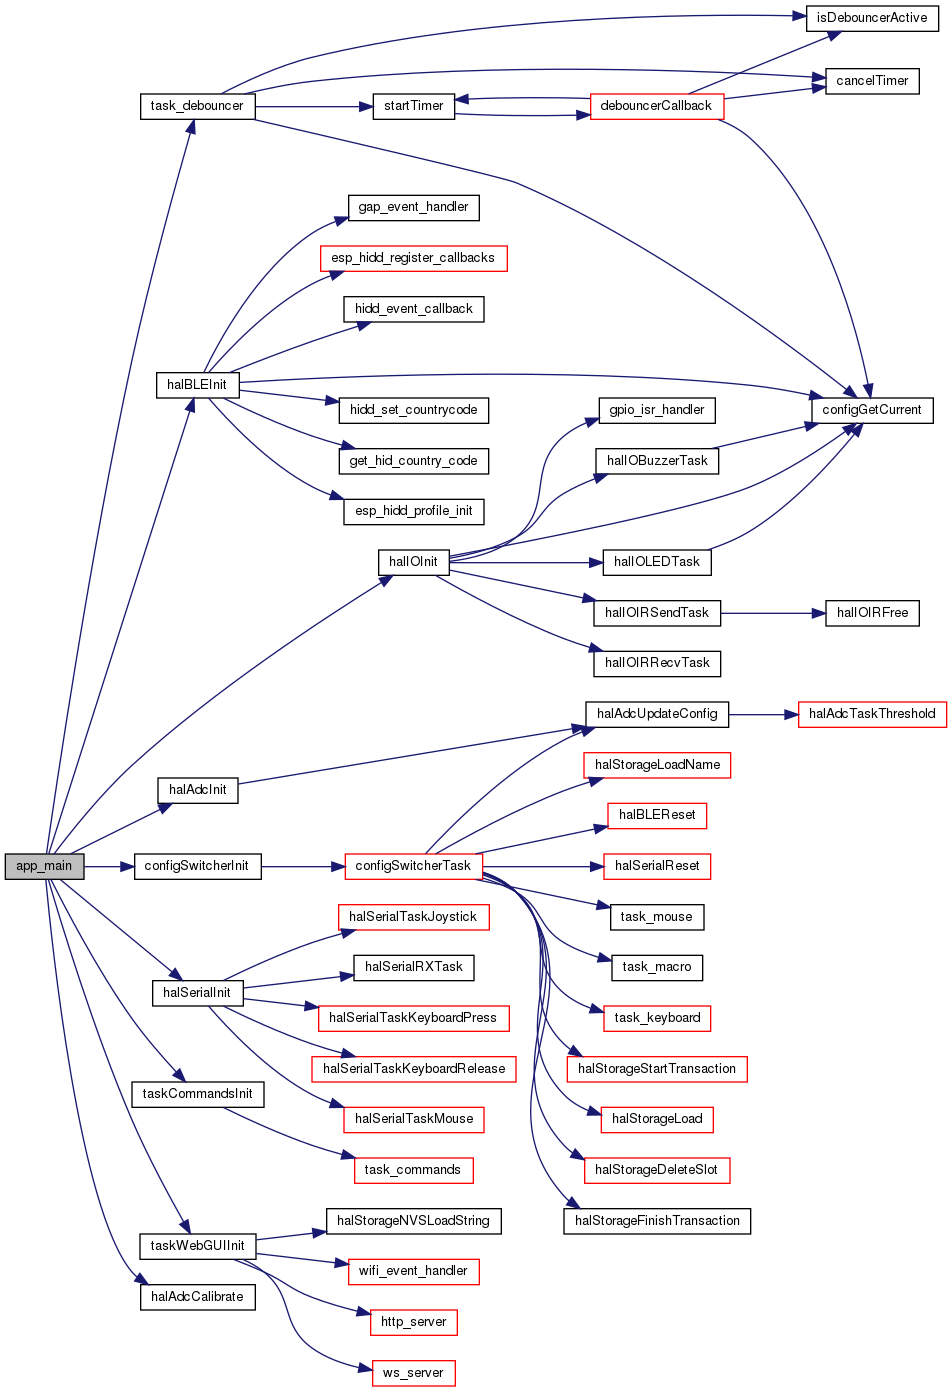 isDebouncerActive
cancelTimer
task_debouncer
startTimer
debouncerCallback
gap_event_handler
esp_hidd_register_callbacks
hidd_event_callback
halBLEInit
hidd_set_countrycode
gpio_isr_handler
configGetCurrent
get_hid_country_code
halIOBuzzerTask
esp_hidd_profile_init
halIOInit
halIOLEDTask
halIOIRSendTask
halIOIRFree
halIOIRRecvTask
halAdcUpdateConfig
halAdcTaskThreshold
halStorageLoadName
halAdcInit
halBLEReset
app_main
configSwitcherInit
configSwitcherTask
halSerialReset
halSerialTaskJoystick
task_mouse
halSerialRXTask
task_macro
halSerialInit
halSerialTaskKeyboardPress
task_keyboard
halSerialTaskKeyboardRelease
halStorageStartTransaction
taskCommandsInit
halSerialTaskMouse
halStorageLoad
task_commands
halStorageDeleteSlot
halStorageNVSLoadString
halStorageFinishTransaction
taskWebGUIInit
wifi_event_handler
halAdcCalibrate
http_server
ws_server